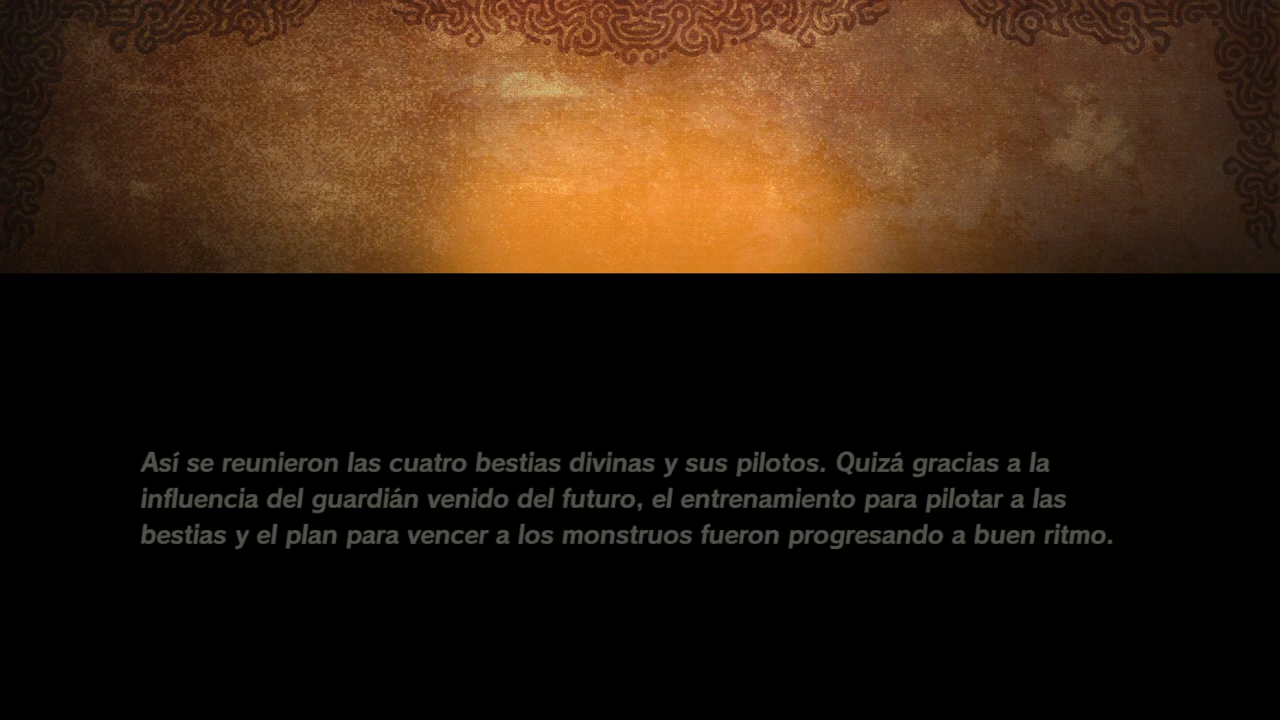 Así se reunieron las cuatro bestias divinas y sus pilotos. Quizá gracias a la
influencia del guardián venido del futuro, el entrenamiento para pilotar a las
bestias y el plan para vencer a los monstruos fueron progresando a buen ritmo.